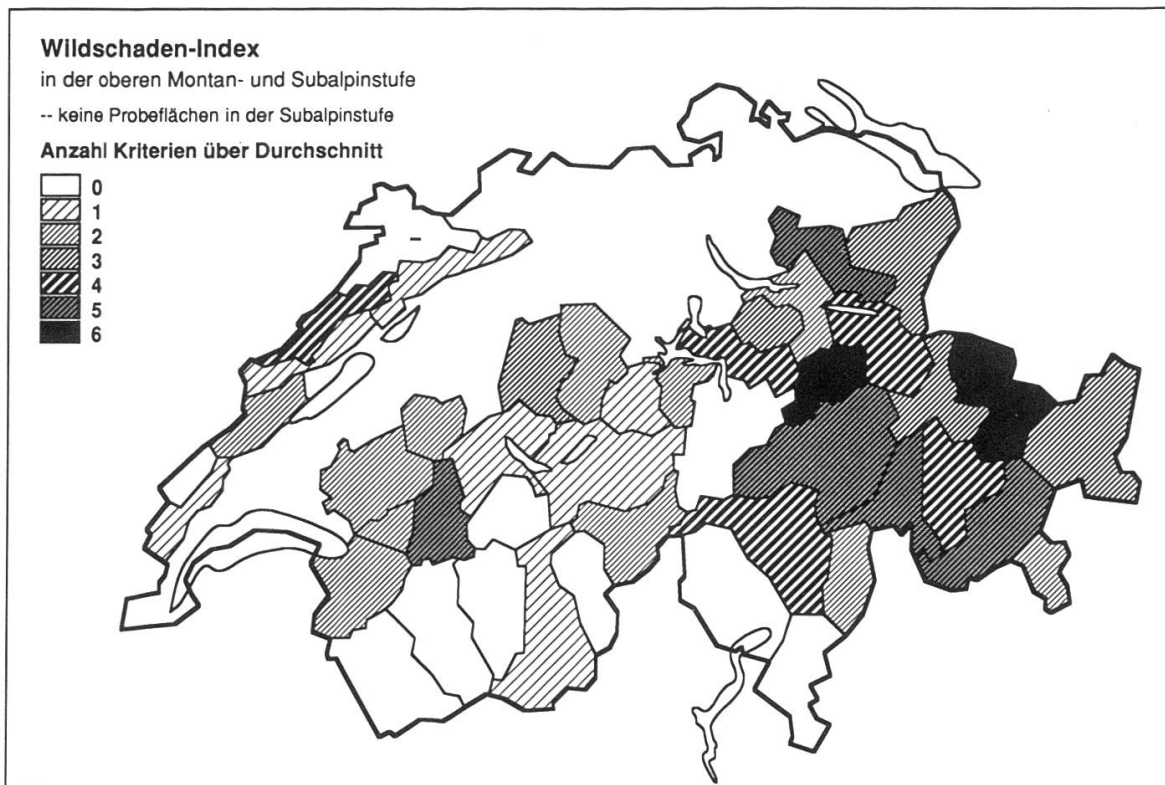 Wildschaden-Index
in der oberen Montan- und Subalpinstufe
-- keine Probeflächen in der Subalpinstufe
Anzahl Kriterien über Durchschnitt
0
1
2
3
4
5
6